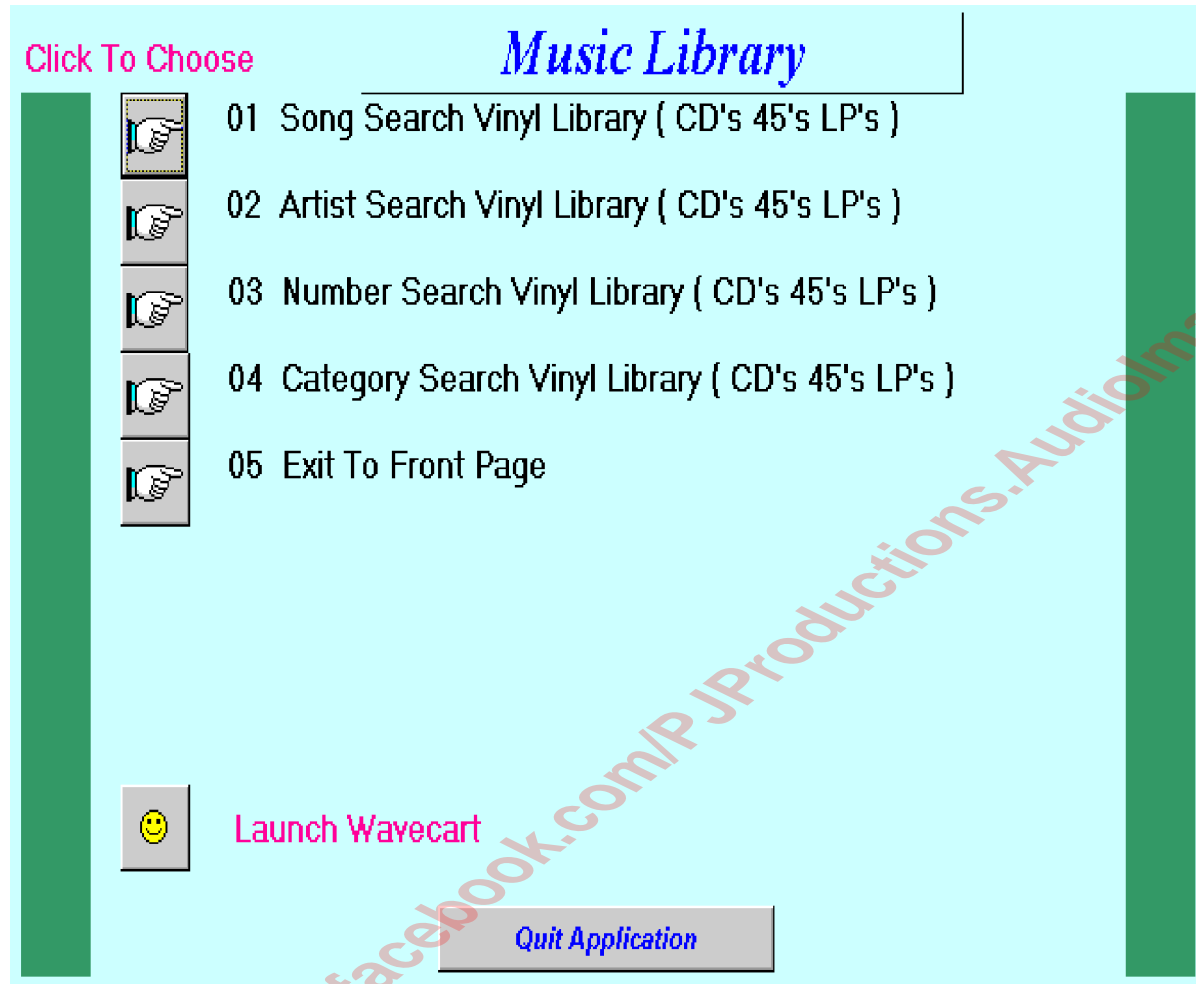 Click To Choose
Music Library
01 Song Search Vinyl Library ( CD's 45's LP's )
02 Artist Search Vinyl Library ( CD's 45's LP's )
03 Number Search Vinyl Library ( CD's 45's LP's )
04 Category Search Vinyl Library ( CD's 45's LP's )
05 Exit To Front Page
Launch Wavecart
Quit Application
facebook.com/PJProductions.AudioIma